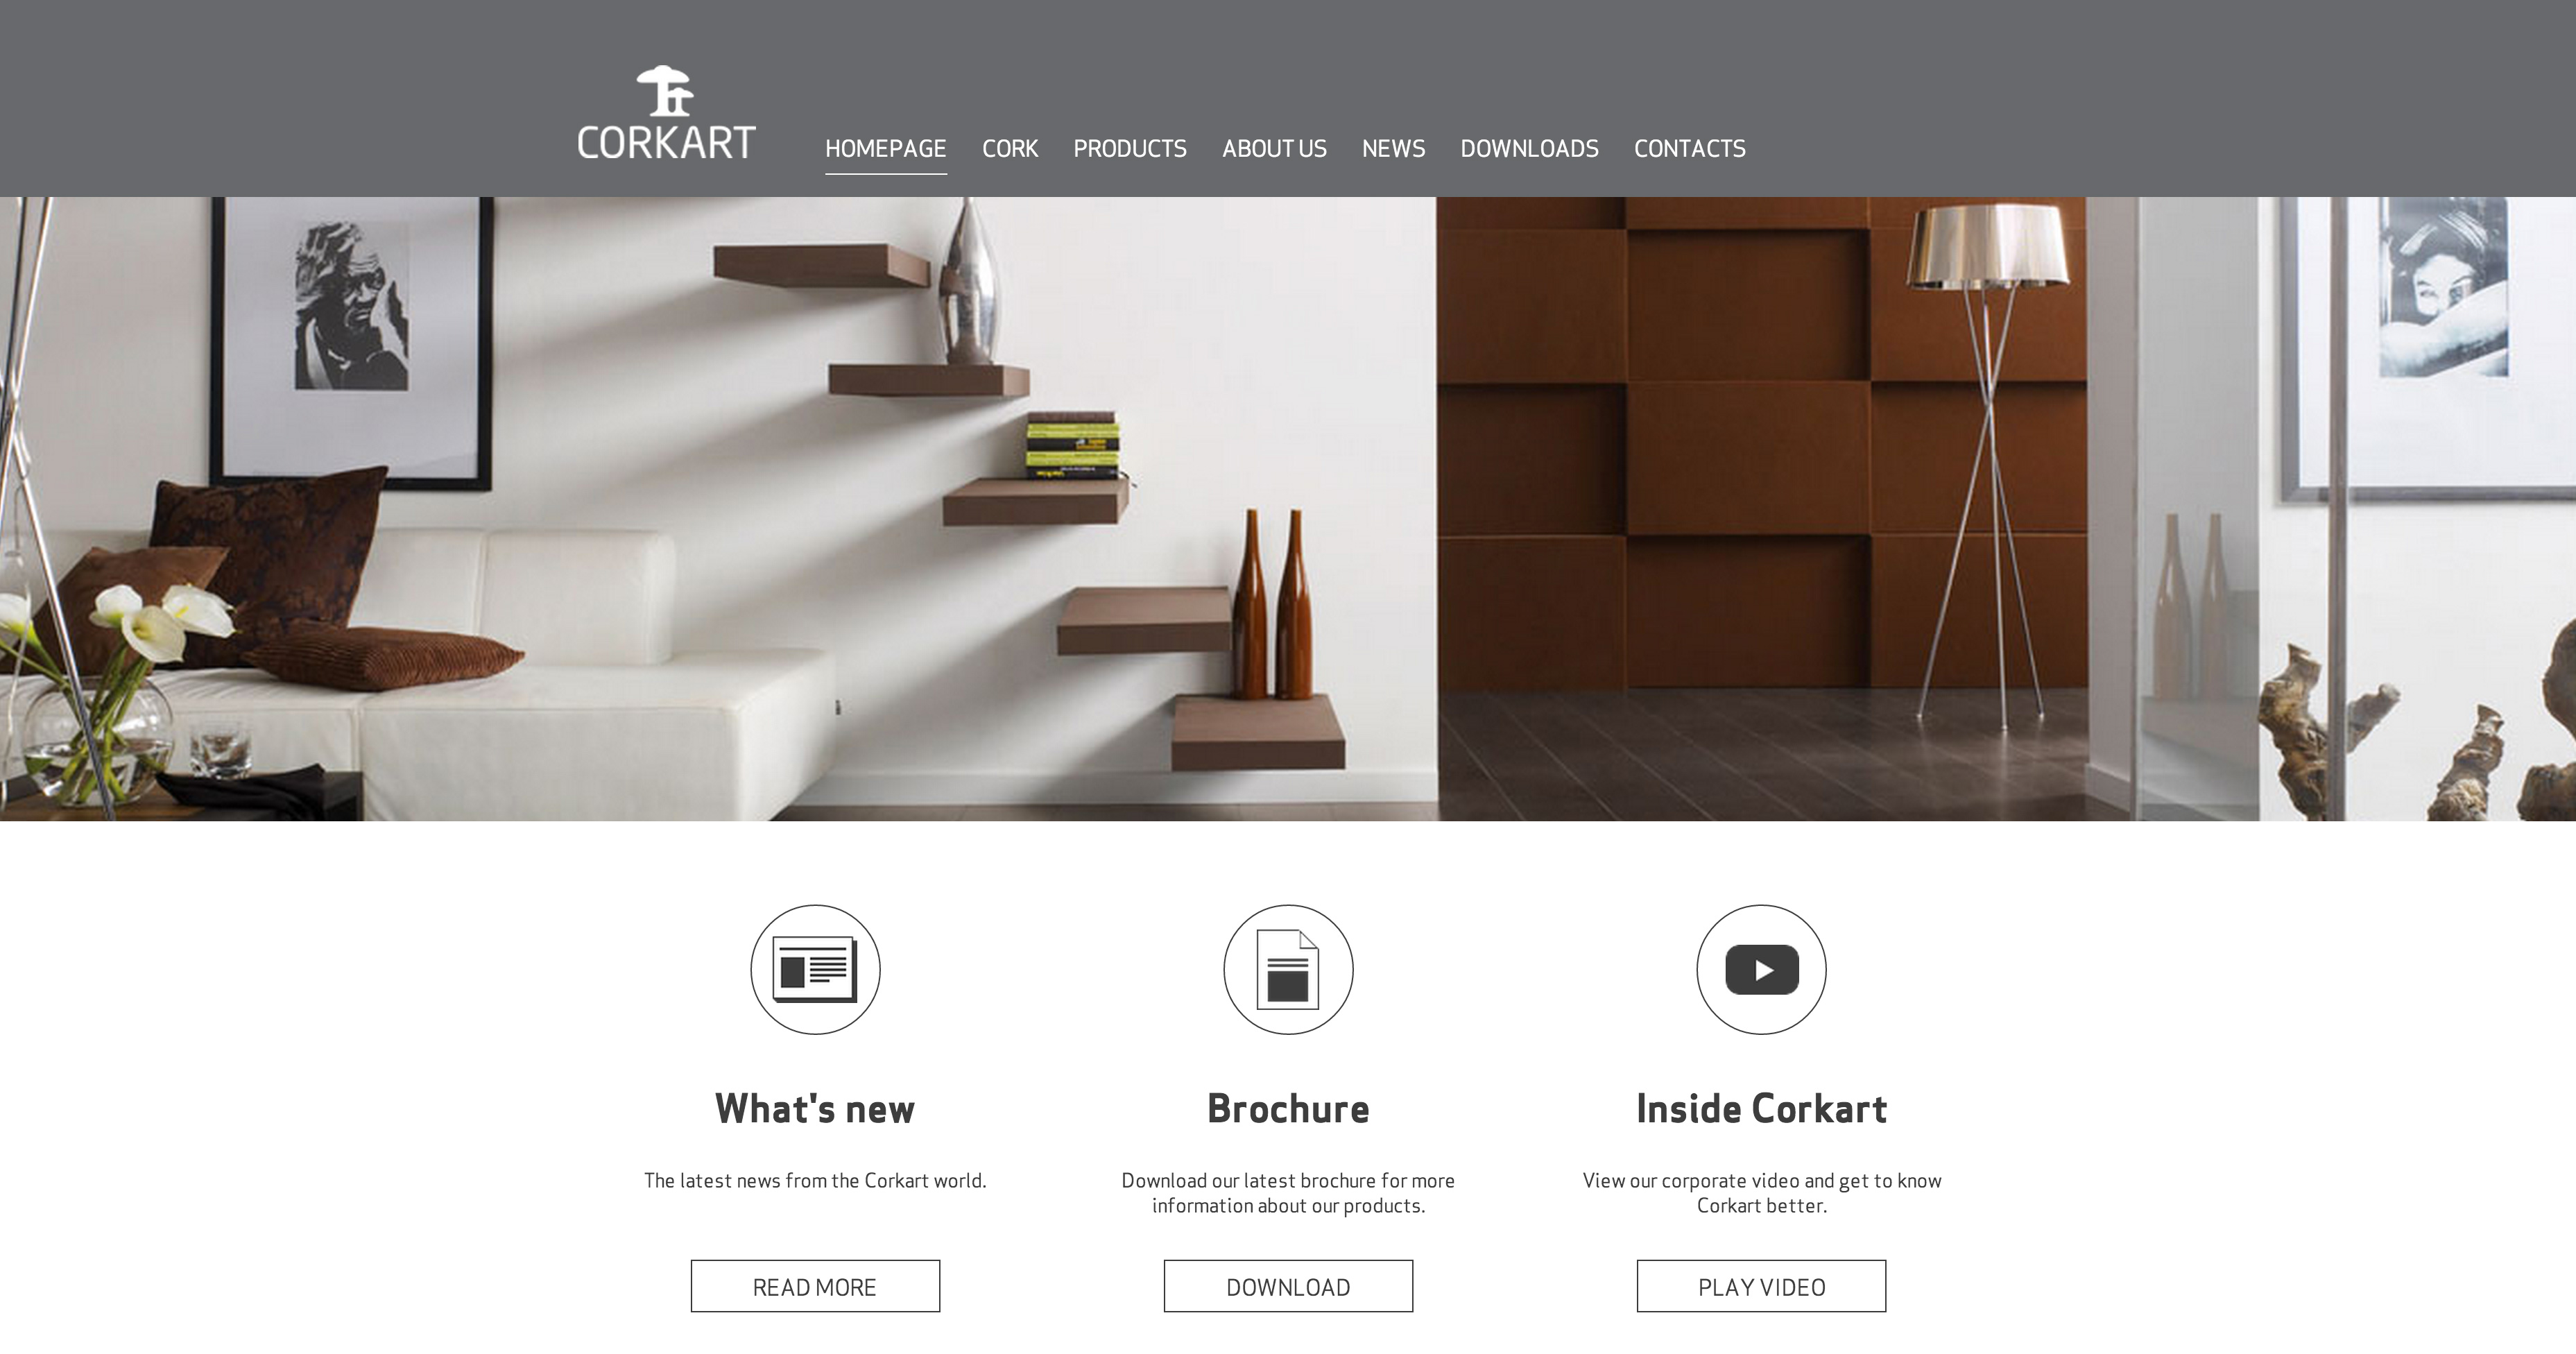 CORKART
HOMEPAGE CORK PRODUCTS ABOUT US NEWS DOWNLOADS CONTACTS
What's new
The latest news from the Corkart world.
READ MORE
Brochure
Download our latest brochure for more
information about our products.
DOWNLOAD
Inside Corkart
View our corporate video and get to know
Corkart better.
PLAY VIDEO